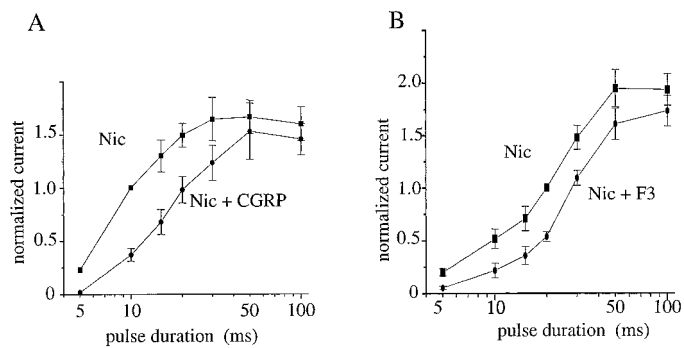 A
normalized current
1.5
1.0
0.5
0
Nic
Nic + CGRP
5 10 50 100
pulse duration (ms)
B
normalized current
2.0
1.5
1.0
0.5
0
Nic
Nic + F3
5 10 50 100
pulse duration (ms)